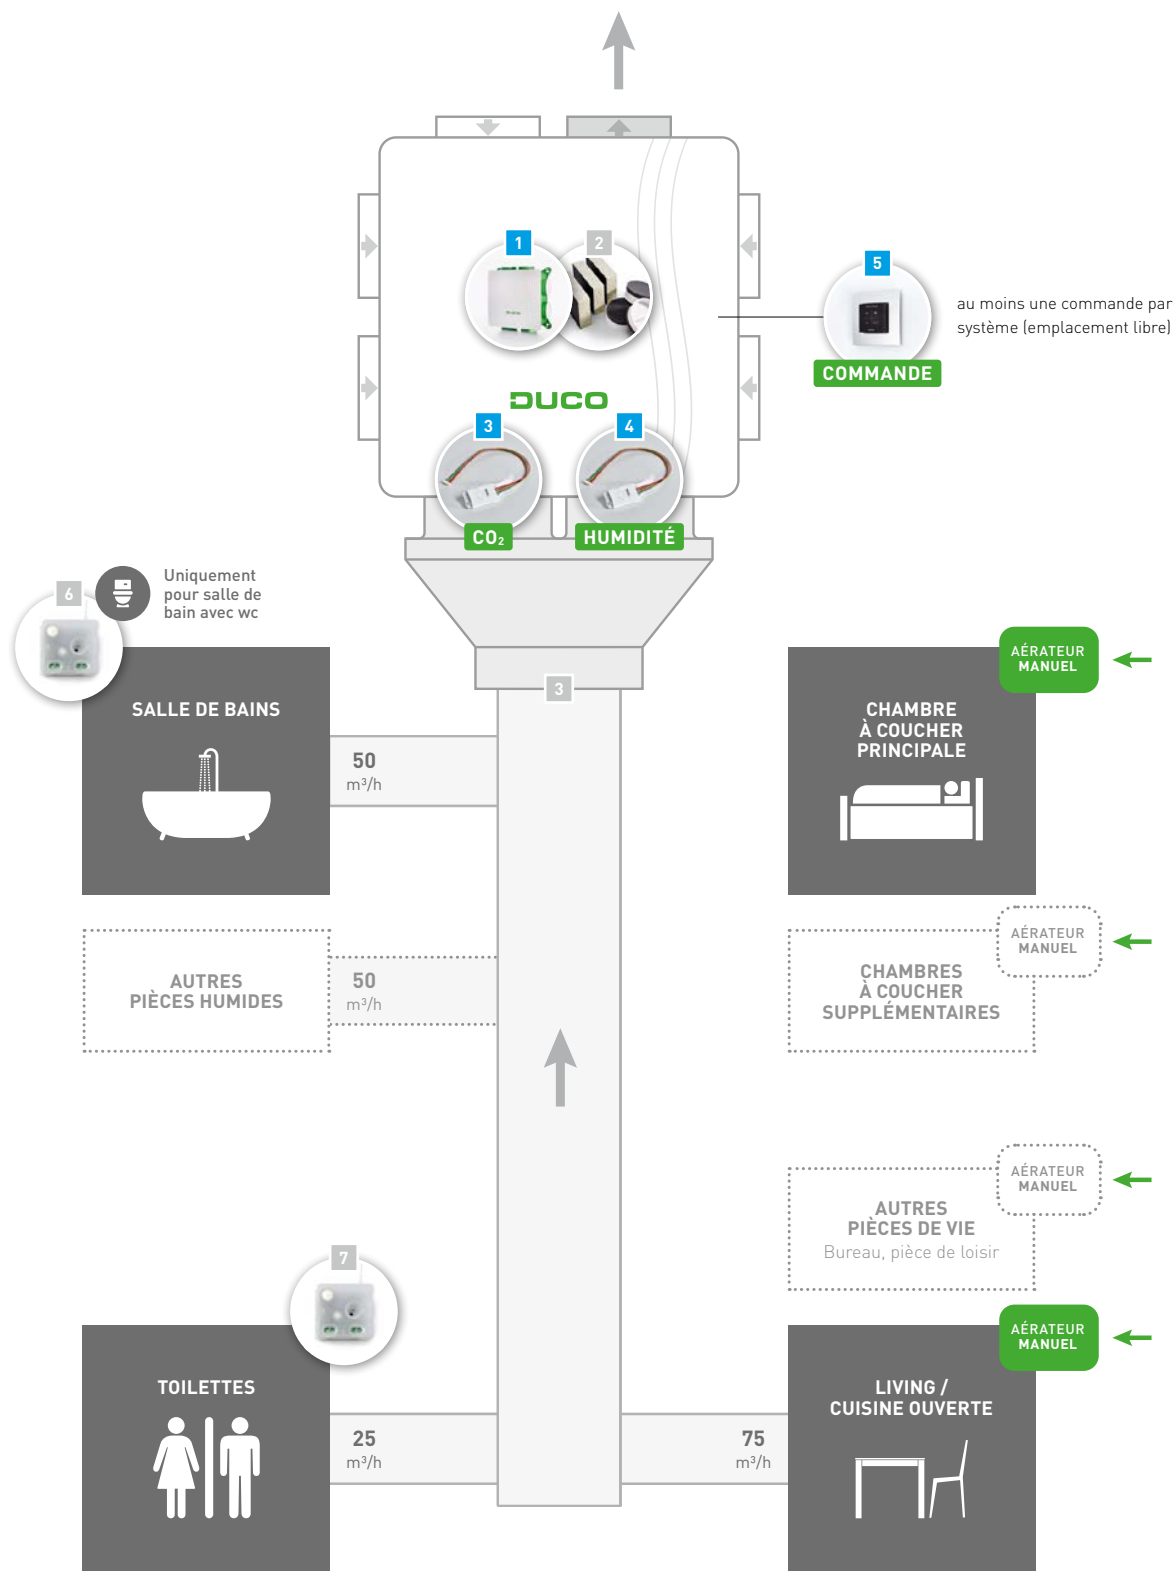 1
2
5
au moins une commande par
système (emplacement libre)
COMMANDE
DUCO
3
4
CO₂
HUMIDITÉ
6
Uniquement
pour salle de
bain avec wc
3
AÉRATEUR
MANUEL
SALLE DE BAINS
50
m³/h
CHAMBRE
À COUCHER
PRINCIPALE
AUTRES
PIÈCES HUMIDES
50
m³/h
AÉRATEUR
MANUEL
CHAMBRES
À COUCHER
SUPPLÉMENTAIRES
AÉRATEUR
MANUEL
AUTRES
PIÈCES DE VIE
Bureau, pièce de loisir
7
AÉRATEUR
MANUEL
TOILETTES
25
m³/h
75
m³/h
LIVING /
CUISINE OUVERTE